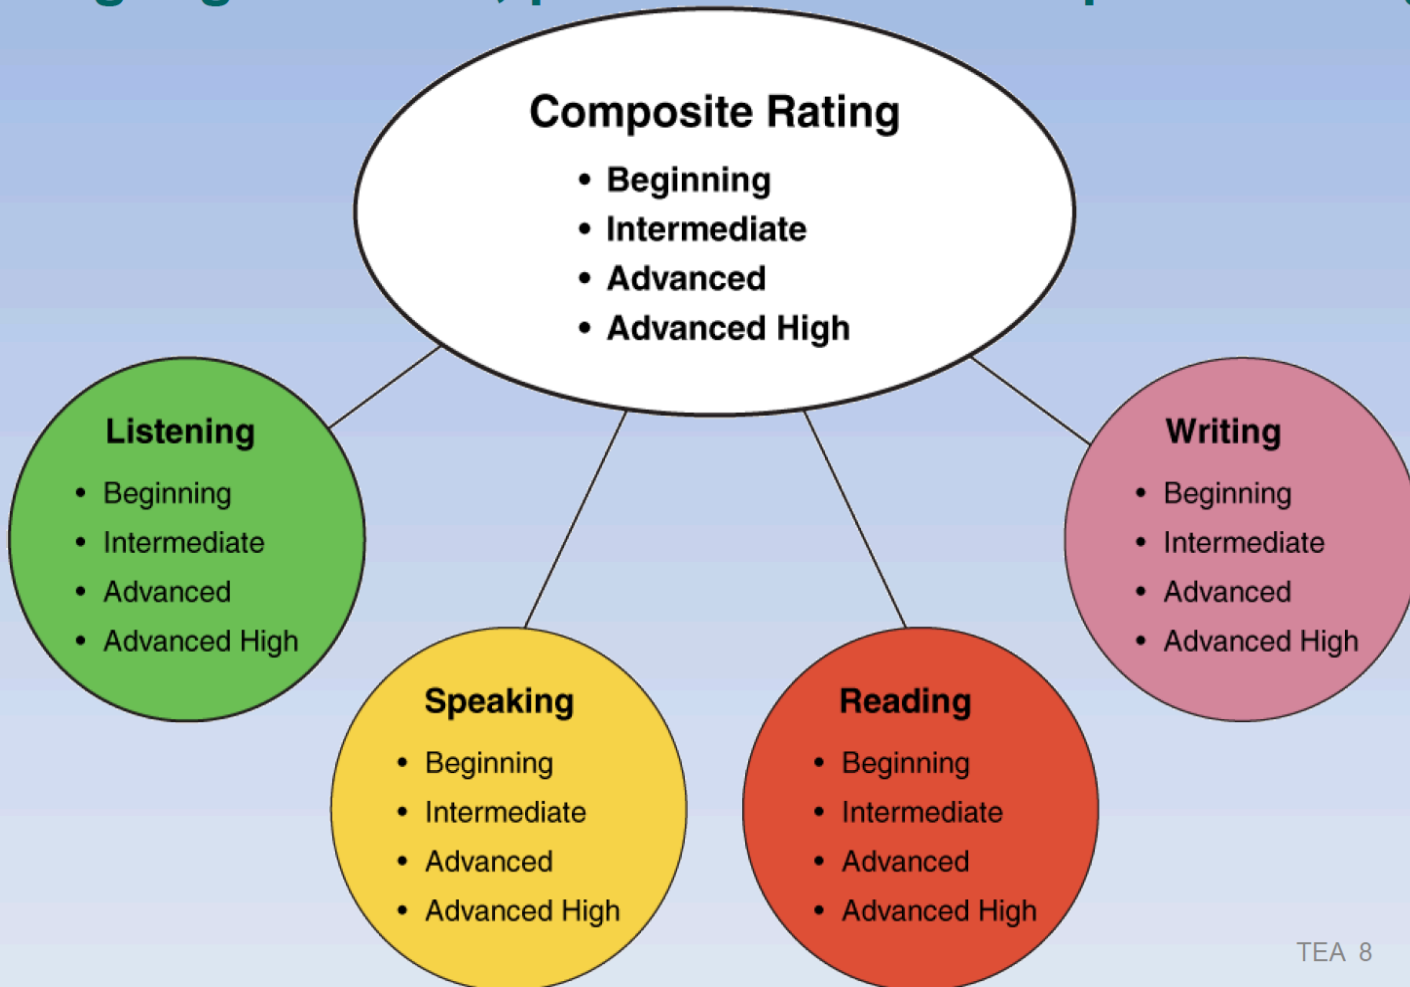 Composite Rating
• Beginning
• Intermediate
• Advanced
• Advanced High
Listening
• Beginning
• Intermediate
• Advanced
• Advanced High
Speaking
• Beginning
• Intermediate
• Advanced
• Advanced High
Reading
• Beginning
• Intermediate
• Advanced
• Advanced High
Writing
• Beginning
• Intermediate
• Advanced
• Advanced High
TEA 8